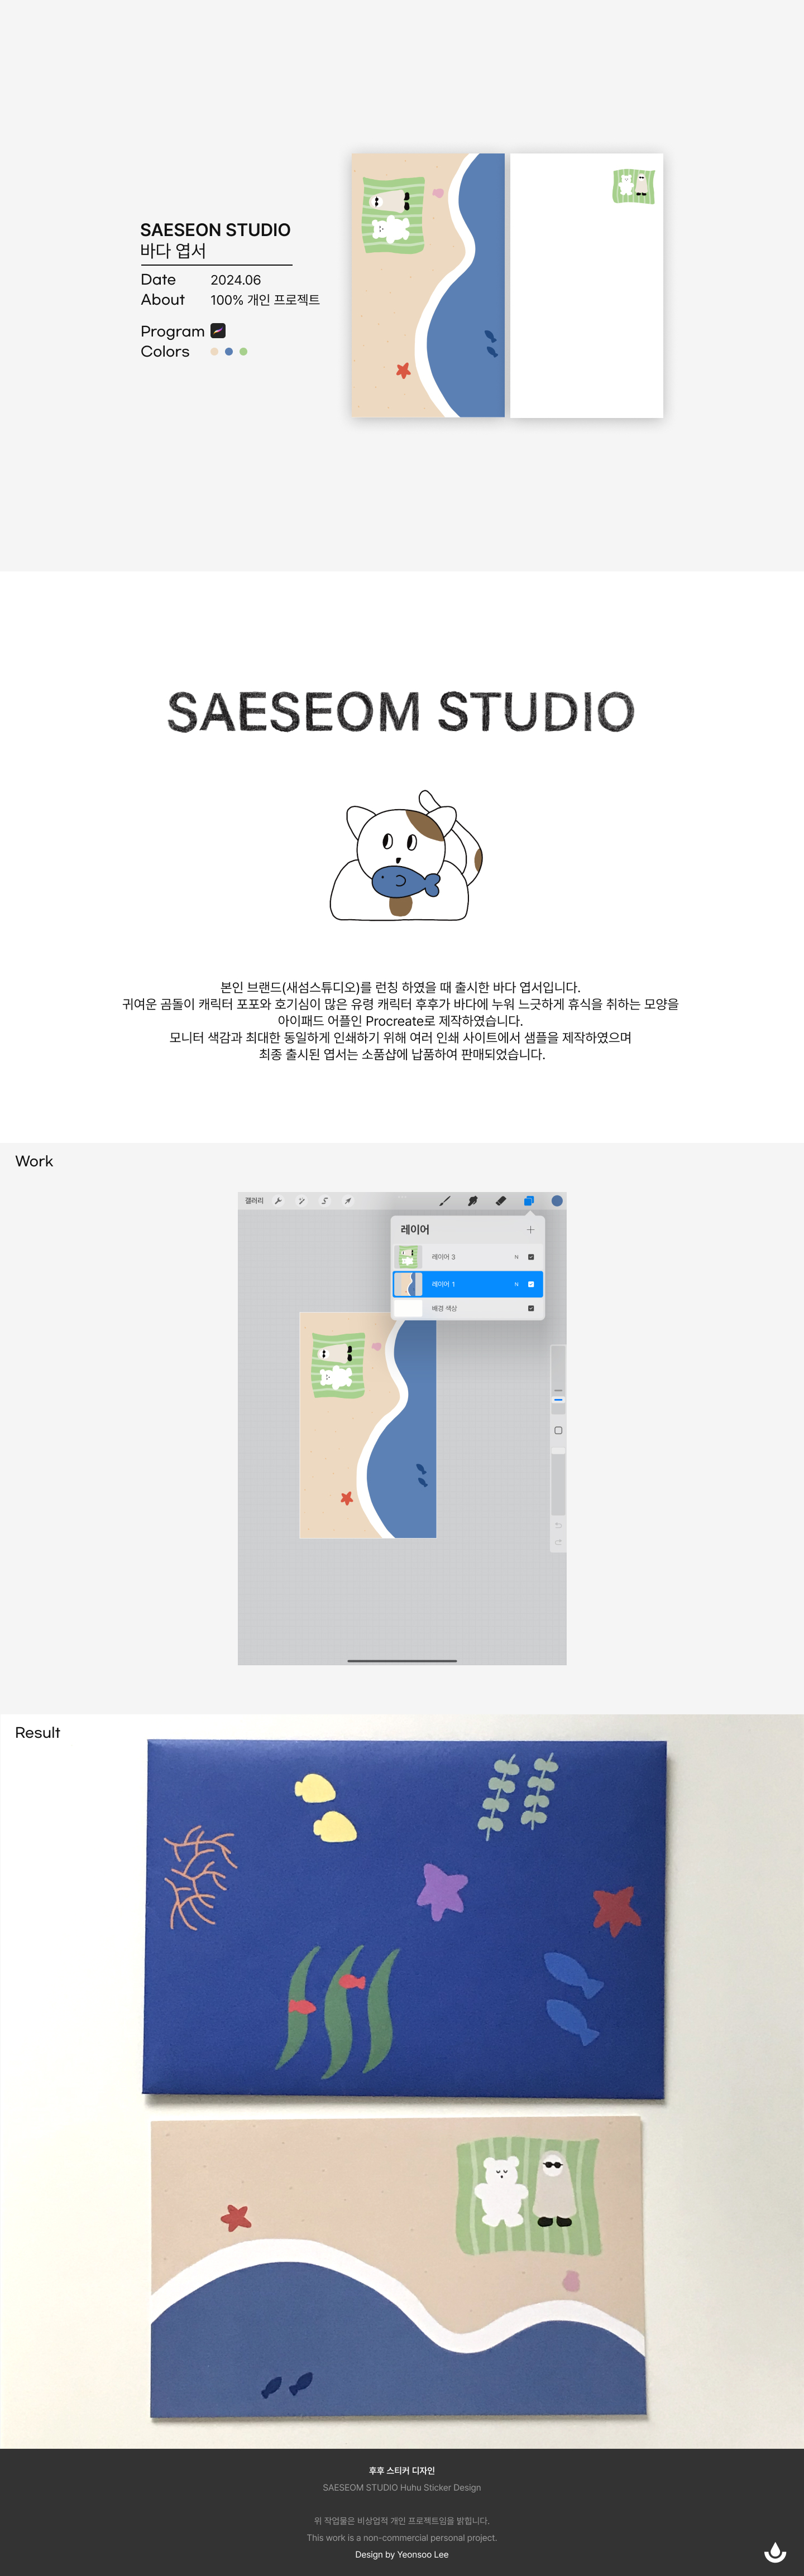 SAESEON STUDIO
바다 엽서
Date 2024.06
About 100% 개인 프로젝트
Program
Colors
SAESEOM STUDIO
본인 브랜드(새섬스튜디오)를 런칭 하였을 때 출시한 바다 엽서입니다.
귀여운 곰돌이 캐릭터 포포와 호기심이 많은 유령 캐릭터 후후가 바다에 누워 느긋하게 휴식을 취하는 모양을
아이패드 어플인 Procreate로 제작하였습니다.
모니터 색감과 최대한 동일하게 인쇄하기 위해 여러 인쇄 사이트에서 샘플을 제작하였으며
최종 출시된 엽서는 소품샵에 납품하여 판매되었습니다.
Work
갤러리
레이어
레이어 3 N
레이어 1 N
배경 색상
Result
후후 스티커 디자인
SAESEOM STUDIO Huhu Sticker Design
위 작업물은 비상업적 개인 프로젝트임을 밝힙니다.
This work is a non-commercial personal project.
Design by Yeonsoo Lee